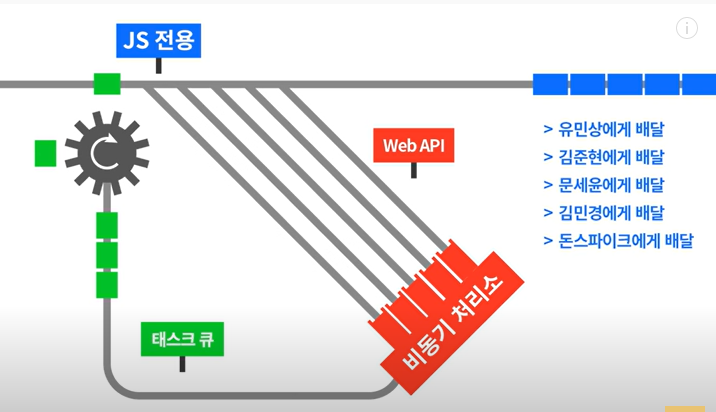 JS 전용
Web API
> 유민상에게 배달
> 김준현에게 배달
> 문세윤에게 배달
> 김민경에게 배달
> 돈스파이크에게 배달
비동기 처리소
태스크 큐